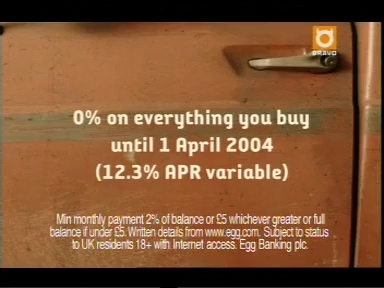 BRAVO
0% on everything you buy
until 1 April 2004
(12.3% APR variable)
Min monthly payment 2% of balance or £5 whichever greater or full
balance if under £5. Written details from www.egg.com. Subject to status
to UK residents 18+ with Internet access. Egg Banking plc.